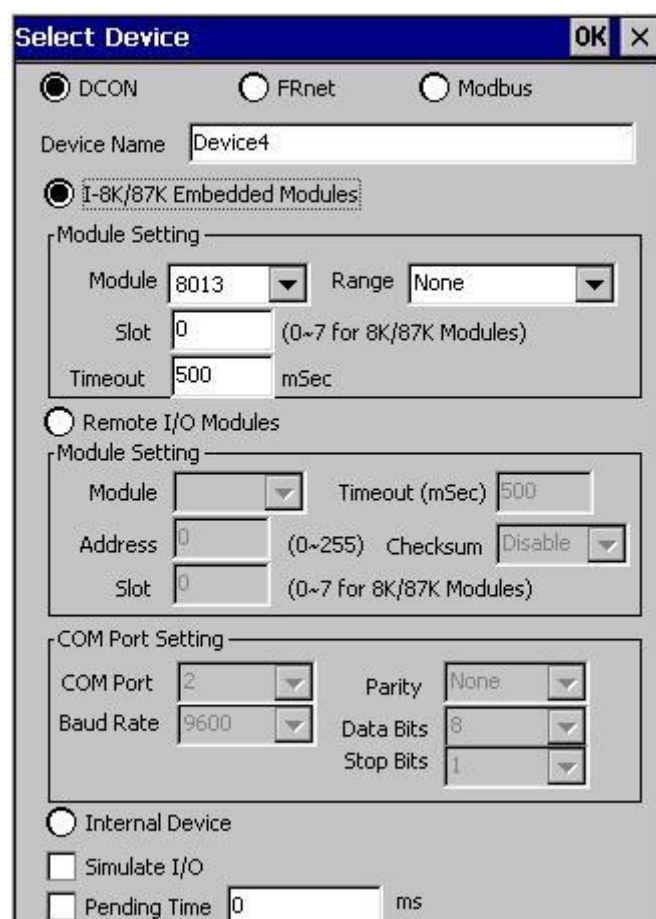 Select Device OK ×
DCON FRnet Modbus
Device Name Device4
I-8K/87K Embedded Modules
Module Setting
Module 8013 Range None
Slot 0 (0~7 for 8K/87K Modules)
Timeout 500 mSec
Remote I/O Modules
Module Setting
Module Timeout (mSec) 500
Address 0 (0~255) Checksum Disable
Slot 0 (0~7 for 8K/87K Modules)
COM Port Setting
COM Port 2 Parity None
Baud Rate 9600 Data Bits 8
Stop Bits 1
Internal Device
Simulate I/O
Pending Time 0 ms